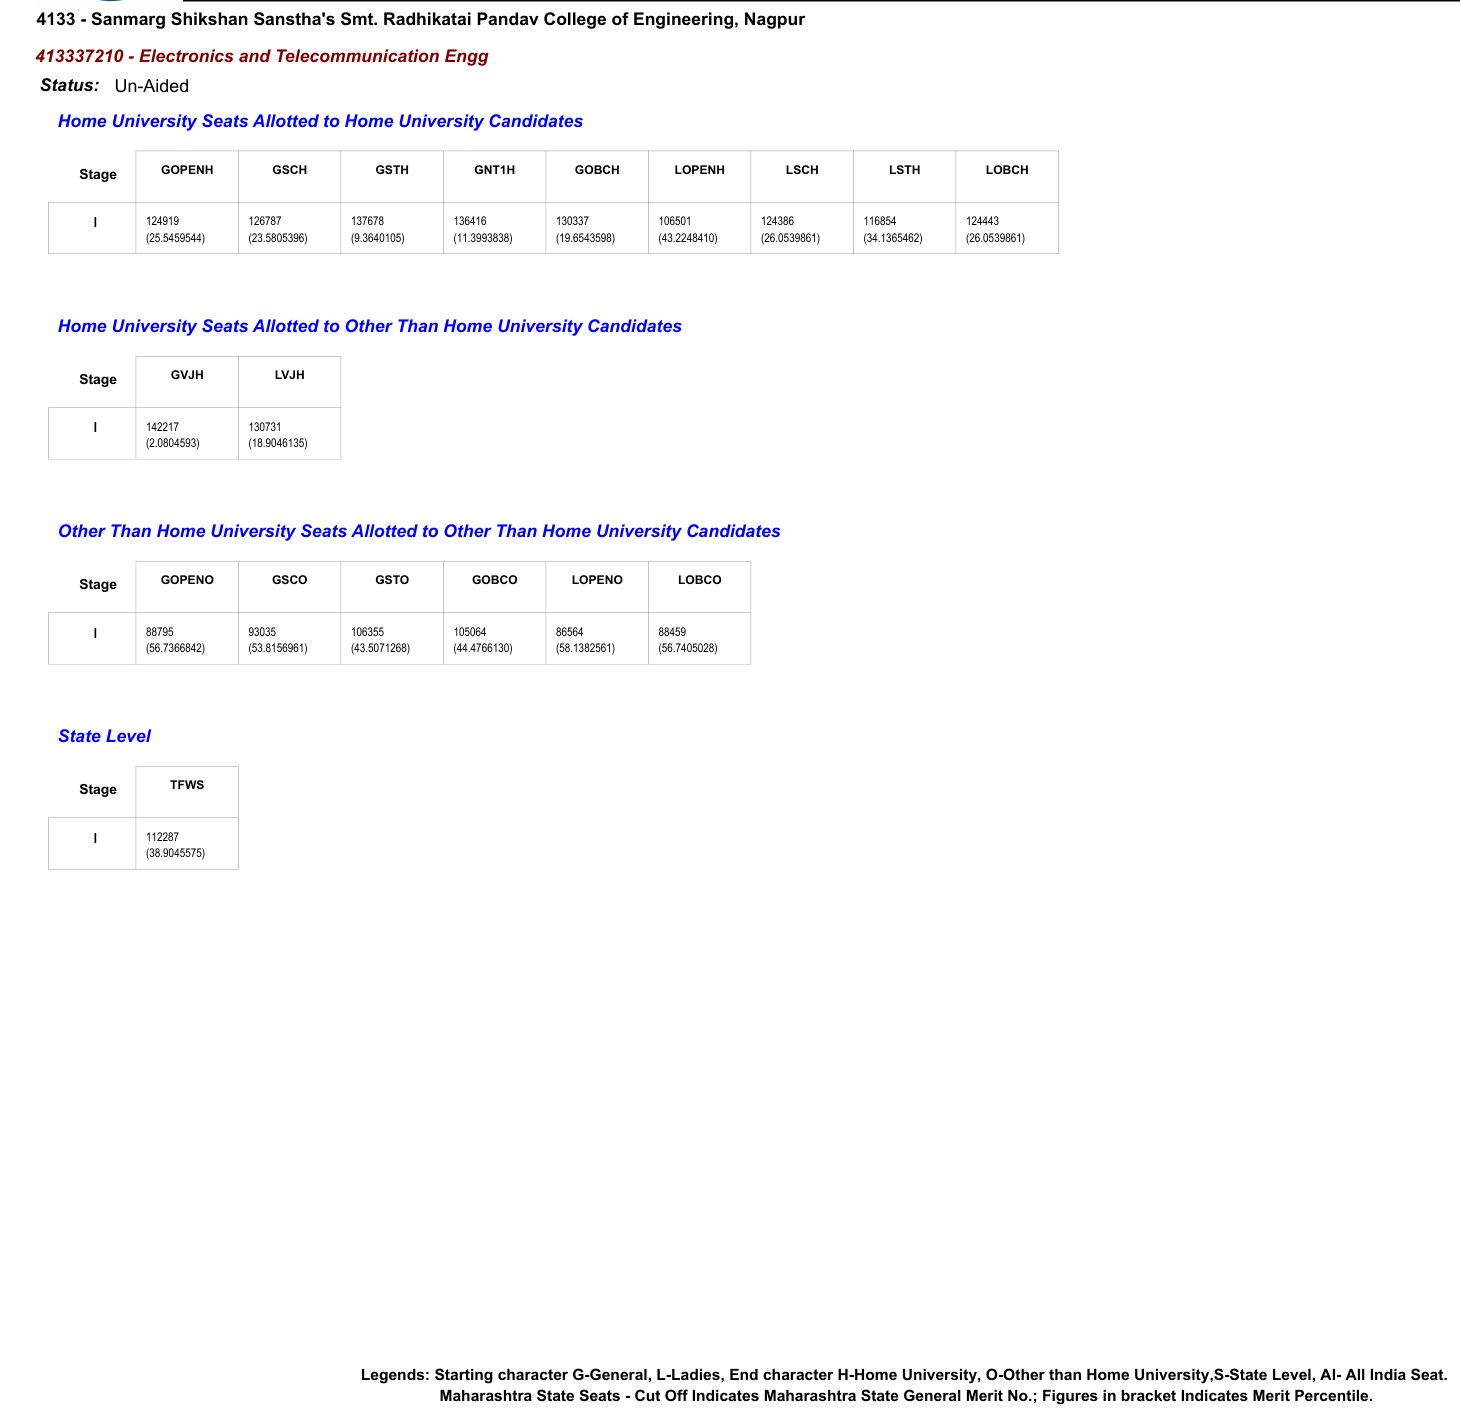 4133 - Sanmarg Shikshan Sanstha's Smt. Radhikatai Pandav College of Engineering, Nagpur
413337210 - Electronics and Telecommunication Engg
Status: Un-Aided
Home University Seats Allotted to Home University Candidates
Stage GOPENH GSCH GSTH GNT1H GOBCH LOPENH LSCH LSTH LOBCH
I 124919 126787 137678 136416 130337 106501 124386 116854 124443
(25.5459544) (23.5805396) (9.3640105) (11.3993838) (19.6543598) (43.2248410) (26.0539861) (34.1365462) (26.0539861)
Home University Seats Allotted to Other Than Home University Candidates
Stage GVJH LVJH
I 142217 130731
(2.0804593) (18.9046135)
Other Than Home University Seats Allotted to Other Than Home University Candidates
Stage GOPENO GSCO GSTO GOBCO LOPENO LOBCO
I 88795 93035 106355 105064 86564 88459
(56.7366842) (53.8156961) (43.5071268) (44.4766130) (58.1382561) (56.7405028)
State Level
Stage TFWS
I 112287
(38.9045575)
Legends: Starting character G-General, L-Ladies, End character H-Home University, O-Other than Home University,S-State Level, AI- All India Seat.
Maharashtra State Seats - Cut Off Indicates Maharashtra State General Merit No.; Figures in bracket Indicates Merit Percentile.